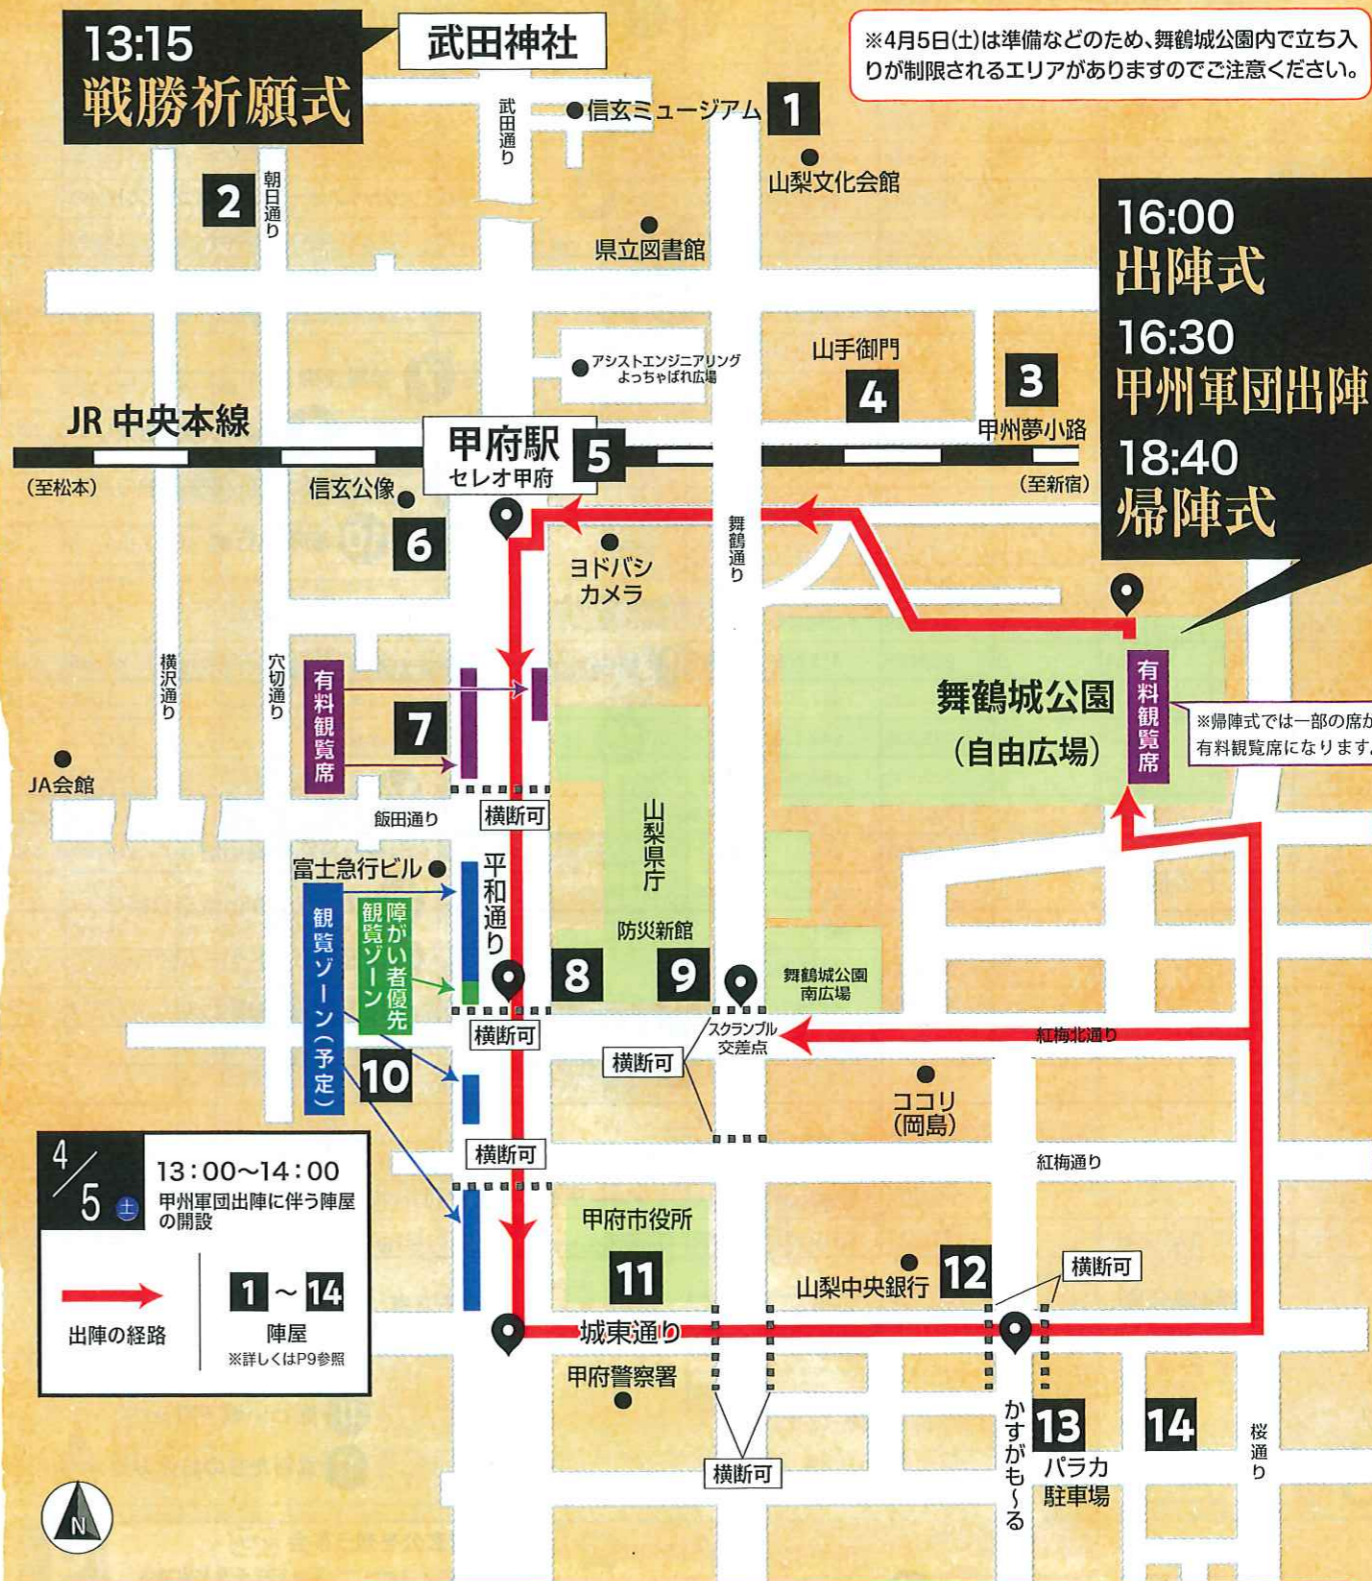 13:15
戦勝祈願式
武田神社
※4月5日(土)は準備などのため、舞鶴城公園内で立ち入
りが制限されるエリアがありますのでご注意ください。
武田通り
信玄ミュージアム
1
山梨文化会館
2
朝日通り
県立図書館
16:00
出陣式
16:30
甲州軍団出陣
18:40
帰陣式
アシストエンジニアリング
よっちゃばれ広場
山手御門
4
3
甲州夢小路
JR 中央本線
甲府駅
セレオ甲府
5
(至松本)
(至新宿)
信玄公像
6
ヨドバシ
カメラ
舞鶴通り
横沢通り
穴切通り
有料観覧席
7
舞鶴城公園
(自由広場)
有料観覧席
※帰陣式では一部の席が
有料観覧席になります。
JA会館
飯田通り
横断可
山梨県庁
富士急行ビル
平和通り
観覧ゾーン(予定)
障がい者優先
観覧ゾーン
防災新館
8
9
舞鶴城公園
南広場
横断可
スクランブル
交差点
紅梅北通り
横断可
10
ココリ
(岡島)
横断可
紅梅通り
4/5 土
13:00〜14:00
甲州軍団出陣に伴う陣屋
の開設
出陣の経路
1 〜 14
陣屋
※詳しくはP9参照
甲府市役所
11
山梨中央銀行
12
横断可
城東通り
甲府警察署
横断可
かすがも〜る
13
パラカ
駐車場
14
桜通り
N